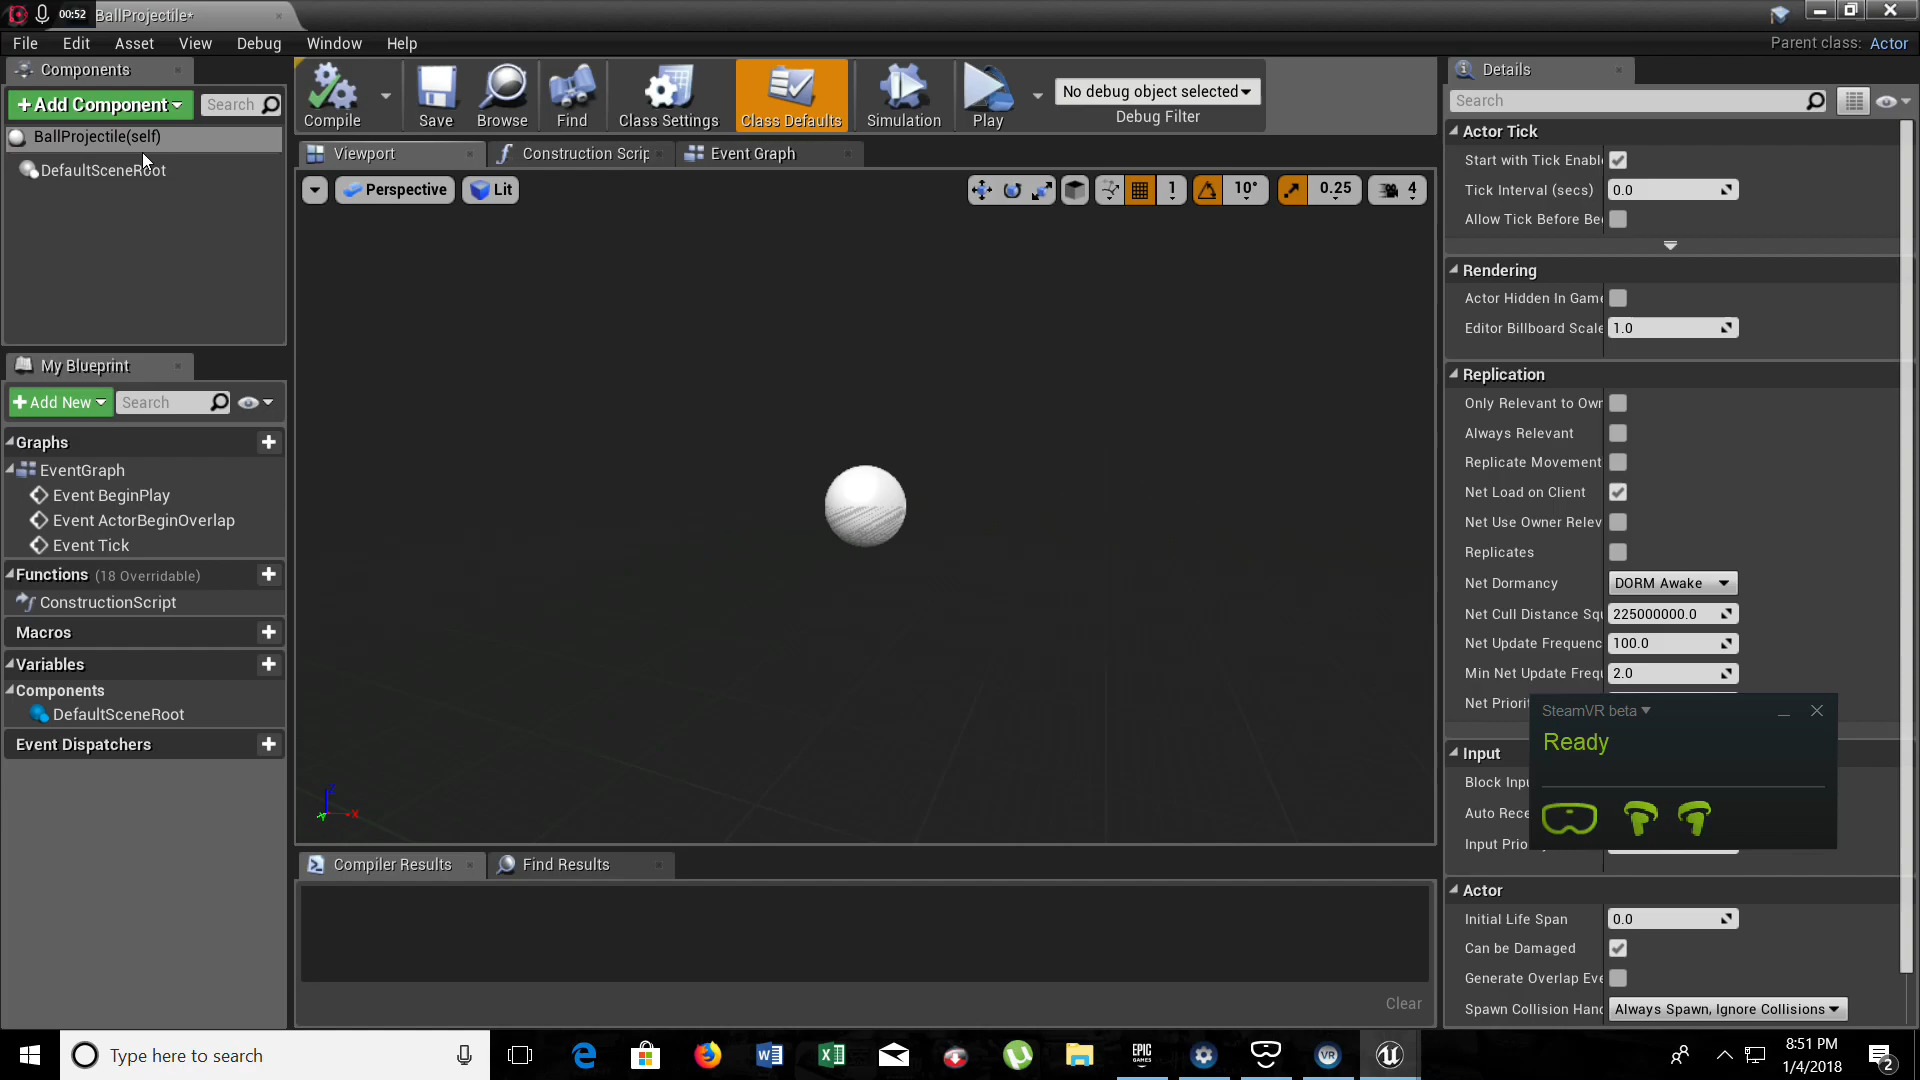 00:52
BallProjectile*
File
Edit
Asset
View
Debug
Window
Help
Parent class: Actor
Components
+Add Component
Search
BallProjectile(self)
DefaultSceneRoot
Compile
Save
Browse
Find
Class Settings
Class Defaults
Simulation
Play
No debug object selected
Debug Filter
Viewport
Construction Scrip
Event Graph
Perspective
Lit
1
10°
0.25
4
Z
X
Y
My Blueprint
+Add New
Search
Graphs
EventGraph
Event BeginPlay
Event ActorBeginOverlap
Event Tick
Functions (18 Overridable)
ConstructionScript
Macros
Variables
Components
DefaultSceneRoot
Event Dispatchers
Compiler Results
Find Results
Clear
Details
Search
Actor Tick
Start with Tick Enabl
Tick Interval (secs) 0.0
Allow Tick Before Be
Rendering
Actor Hidden In Game
Editor Billboard Scale 1.0
Replication
Only Relevant to Own
Always Relevant
Replicate Movement
Net Load on Client
Net Use Owner Relev
Replicates
Net Dormancy DORM Awake
Net Cull Distance Squ 225000000.0
Net Update Frequenc 100.0
Min Net Update Frequ 2.0
Net Priorit
SteamVR beta
Ready
Input
Block Inpu
Auto Rece
Input Prio
Actor
Initial Life Span 0.0
Can be Damaged
Generate Overlap Eve
Spawn Collision Hand Always Spawn, Ignore Collisions
Type here to search
EPIC
GAMES
VR
8:51 PM
1/4/2018
2